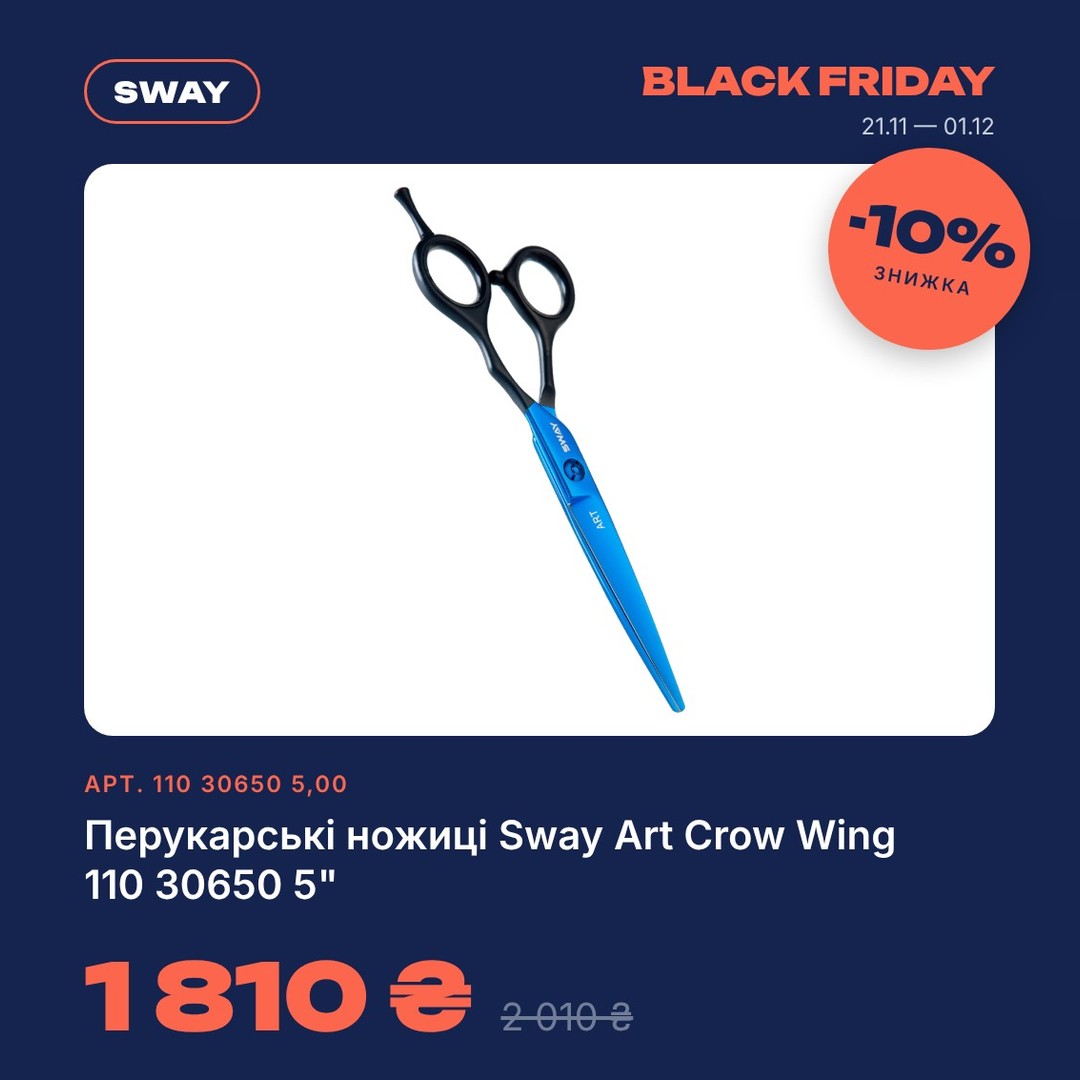 SWAY
BLACK FRIDAY
21.11 — 01.12
-10%
ЗНИЖКА
SWAY
ART
АРТ. 110 30650 5,00
Перукарські ножиці Sway Art Crow Wing
110 30650 5"
1 810 ₴ 2 010 ₴